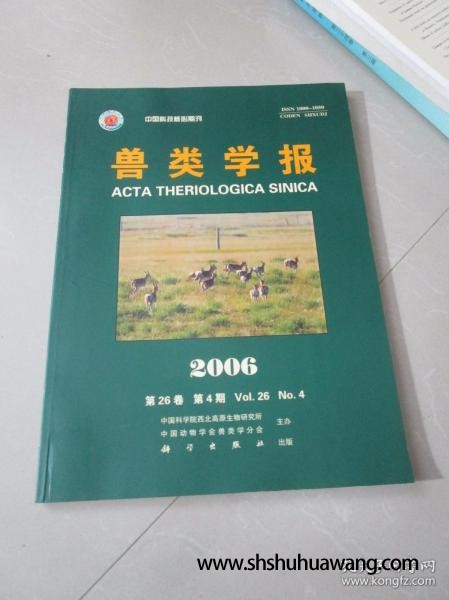 中国科技核心期刊
ISSN 1000-1050
CODEN SHXUDI
兽类学报
ACTA THERIOLOGICA SINICA
2006
第26卷 第4期 Vol.26 No.4
中国科学院西北高原生物研究所
中国动物学会兽类学分会
主办
科学出版社 出版
www.shshuhuawang.com
www.kongfz.com